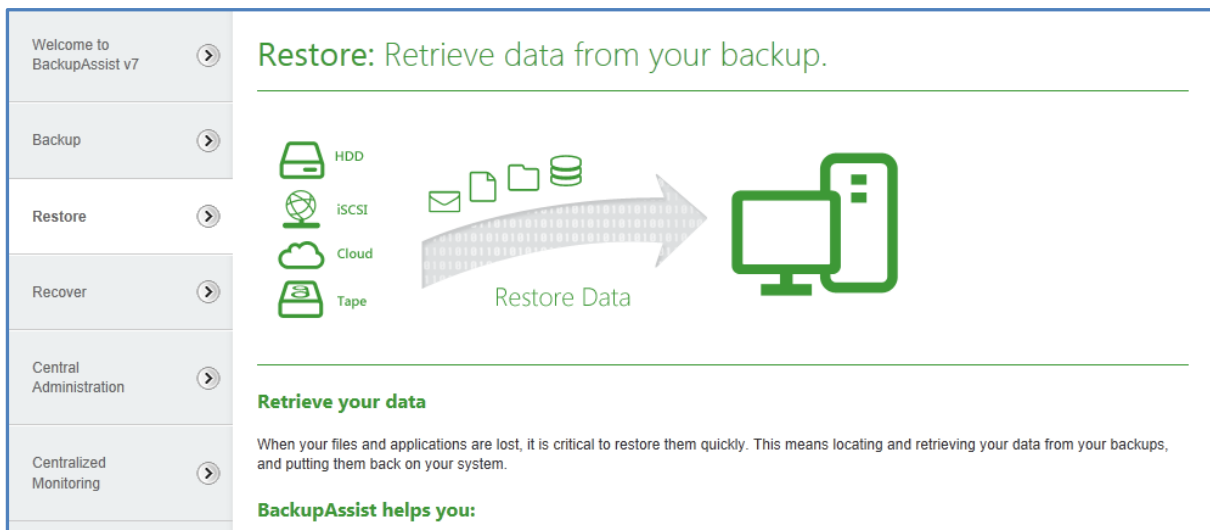 Welcome to
BackupAssist v7
Backup
Restore
Recover
Central
Administration
Centralized
Monitoring
Restore: Retrieve data from your backup.
HDD
iSCSI
Cloud
Tape
Restore Data
Retrieve your data
When your files and applications are lost, it is critical to restore them quickly. This means locating and retrieving your data from your backups,
and putting them back on your system.
BackupAssist helps you: